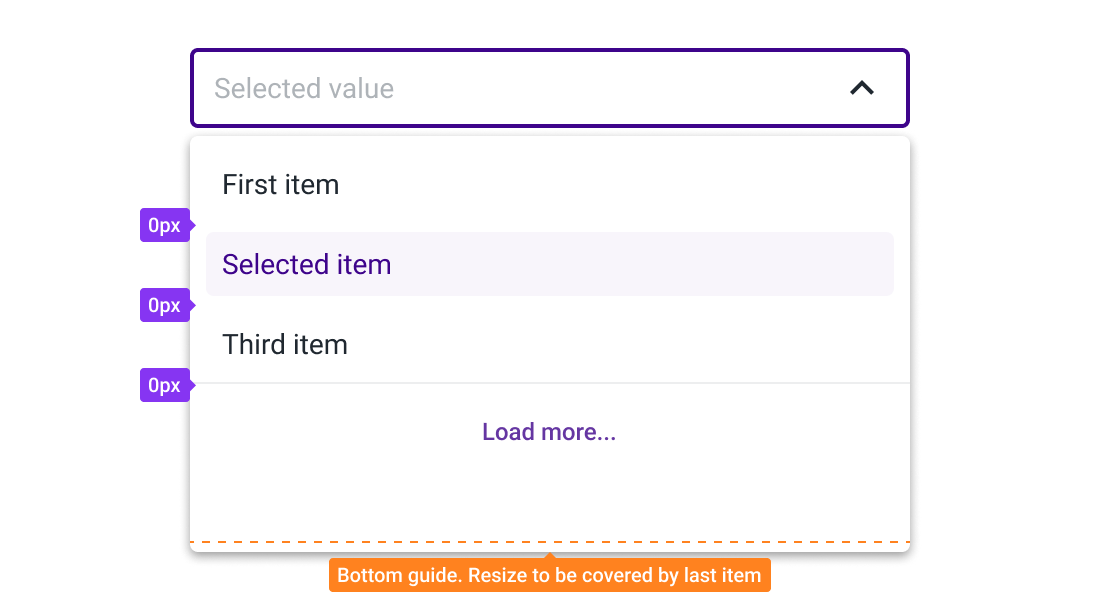 Selected value
First item
0px
Selected item
0px
Third item
0px
Load more...
Bottom guide. Resize to be covered by last item